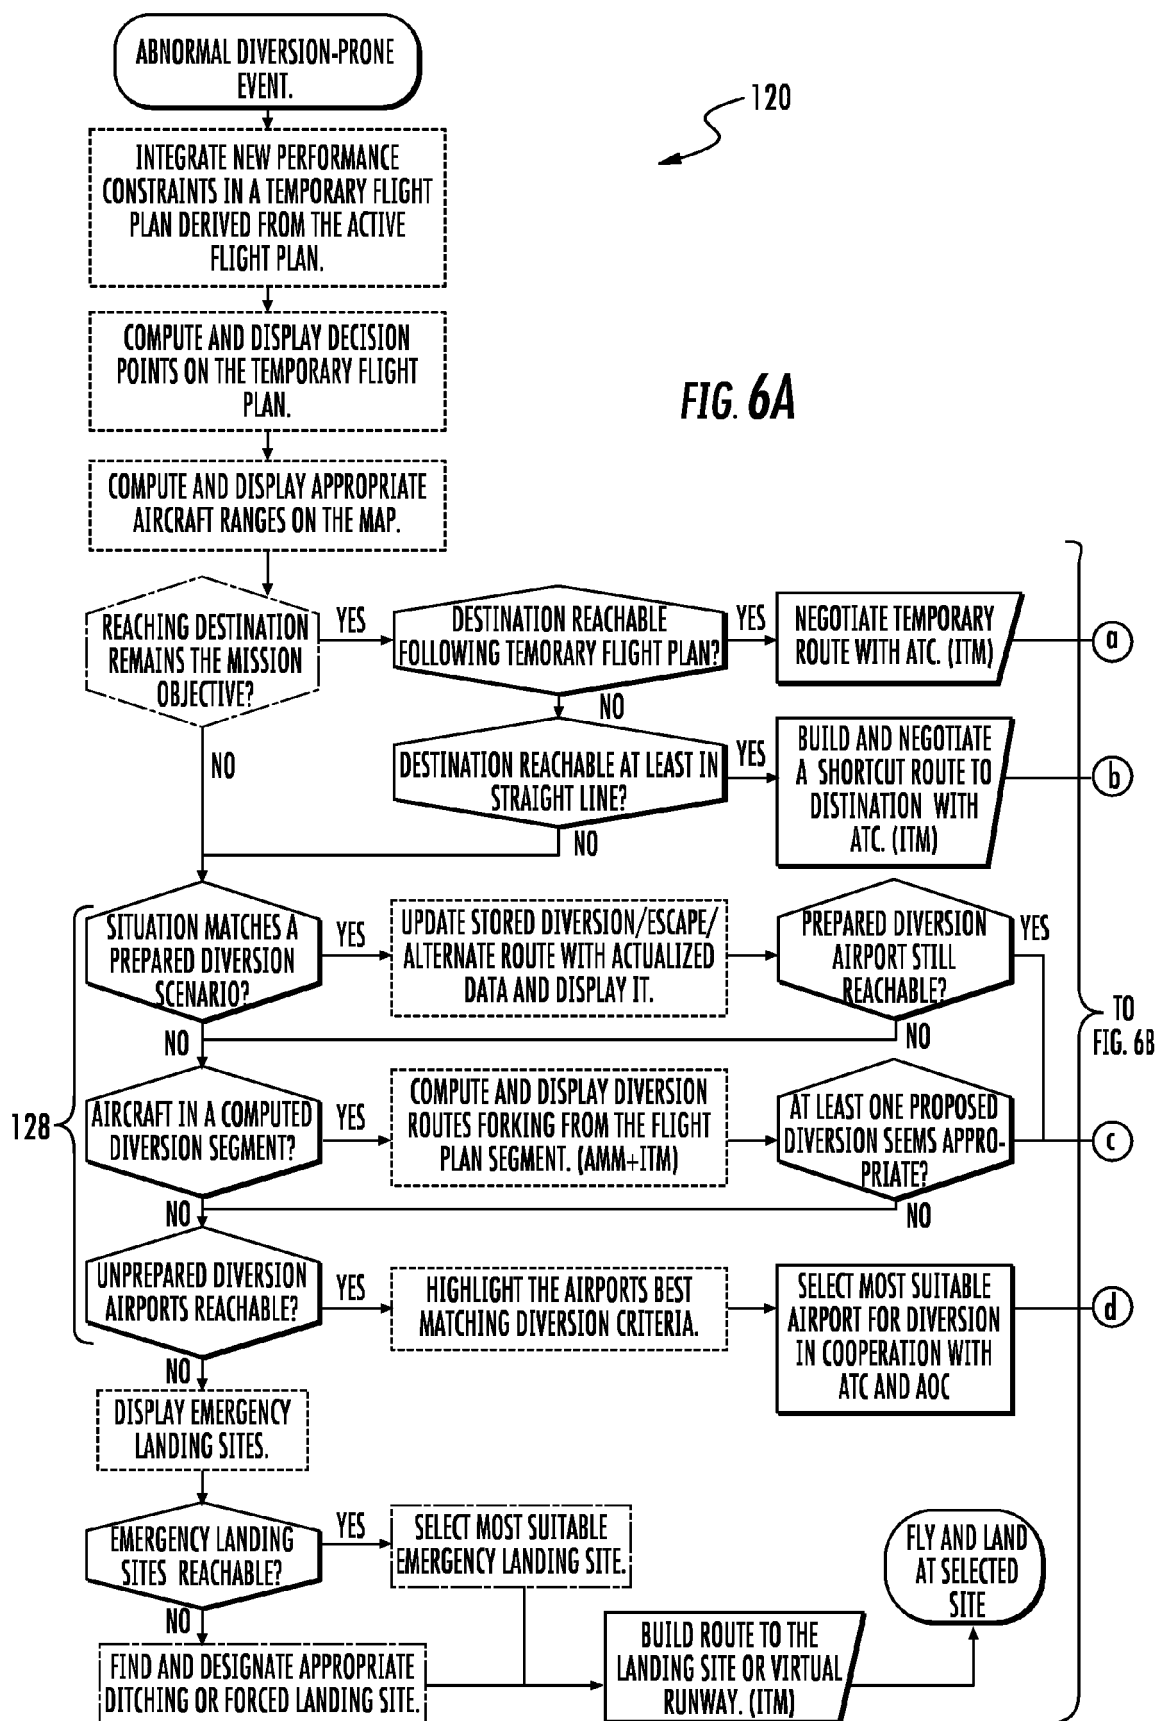 ABNORMAL DIVERSION-PRONE
EVENT.
120
INTEGRATE NEW PERFORMANCE
CONSTRAINTS IN A TEMPORARY FLIGHT
PLAN DERIVED FROM THE ACTIVE
FLIGHT PLAN.
COMPUTE AND DISPLAY DECISION
POINTS ON THE TEMPORARY FLIGHT
PLAN.
FIG. 6A
COMPUTE AND DISPLAY APPROPRIATE
AIRCRAFT RANGES ON THE MAP.
REACHING DESTINATION
REMAINS THE MISSION
OBJECTIVE?
YES
DESTINATION REACHABLE
FOLLOWING TEMORARY FLIGHT PLAN?
YES
NEGOTIATE TEMPORARY
ROUTE WITH ATC. (ITM)
a
NO
NO
DESTINATION REACHABLE AT LEAST IN
STRAIGHT LINE?
YES
BUILD AND NEGOTIATE
A SHORTCUT ROUTE TO
DISTINATION WITH
ATC. (ITM)
b
NO
SITUATION MATCHES A
PREPARED DIVERSION
SCENARIO?
YES
UPDATE STORED DIVERSION/ESCAPE/
ALTERNATE ROUTE WITH ACTUALIZED
DATA AND DISPLAY IT.
PREPARED DIVERSION
AIRPORT STILL
REACHABLE?
YES
NO
NO
TO
FIG. 6B
128
AIRCRAFT IN A COMPUTED
DIVERSION SEGMENT?
YES
COMPUTE AND DISPLAY DIVERSION
ROUTES FORKING FROM THE FLIGHT
PLAN SEGMENT. (AMM+ITM)
AT LEAST ONE PROPOSED
DIVERSION SEEMS APPRO-
PRIATE?
c
NO
NO
UNPREPARED DIVERSION
AIRPORTS REACHABLE?
YES
HIGHLIGHT THE AIRPORTS BEST
MATCHING DIVERSION CRITERIA.
SELECT MOST SUITABLE
AIRPORT FOR DIVERSION
IN COOPERATION WITH
ATC AND AOC
d
NO
DISPLAY EMERGENCY
LANDING SITES.
EMERGENCY LANDING
SITES REACHABLE?
YES
SELECT MOST SUITABLE
EMERGENCY LANDING SITE.
FLY AND LAND
AT SELECTED
SITE
NO
FIND AND DESIGNATE APPROPRIATE
DITCHING OR FORCED LANDING SITE.
BUILD ROUTE TO THE
LANDING SITE OR VIRTUAL
RUNWAY. (ITM)